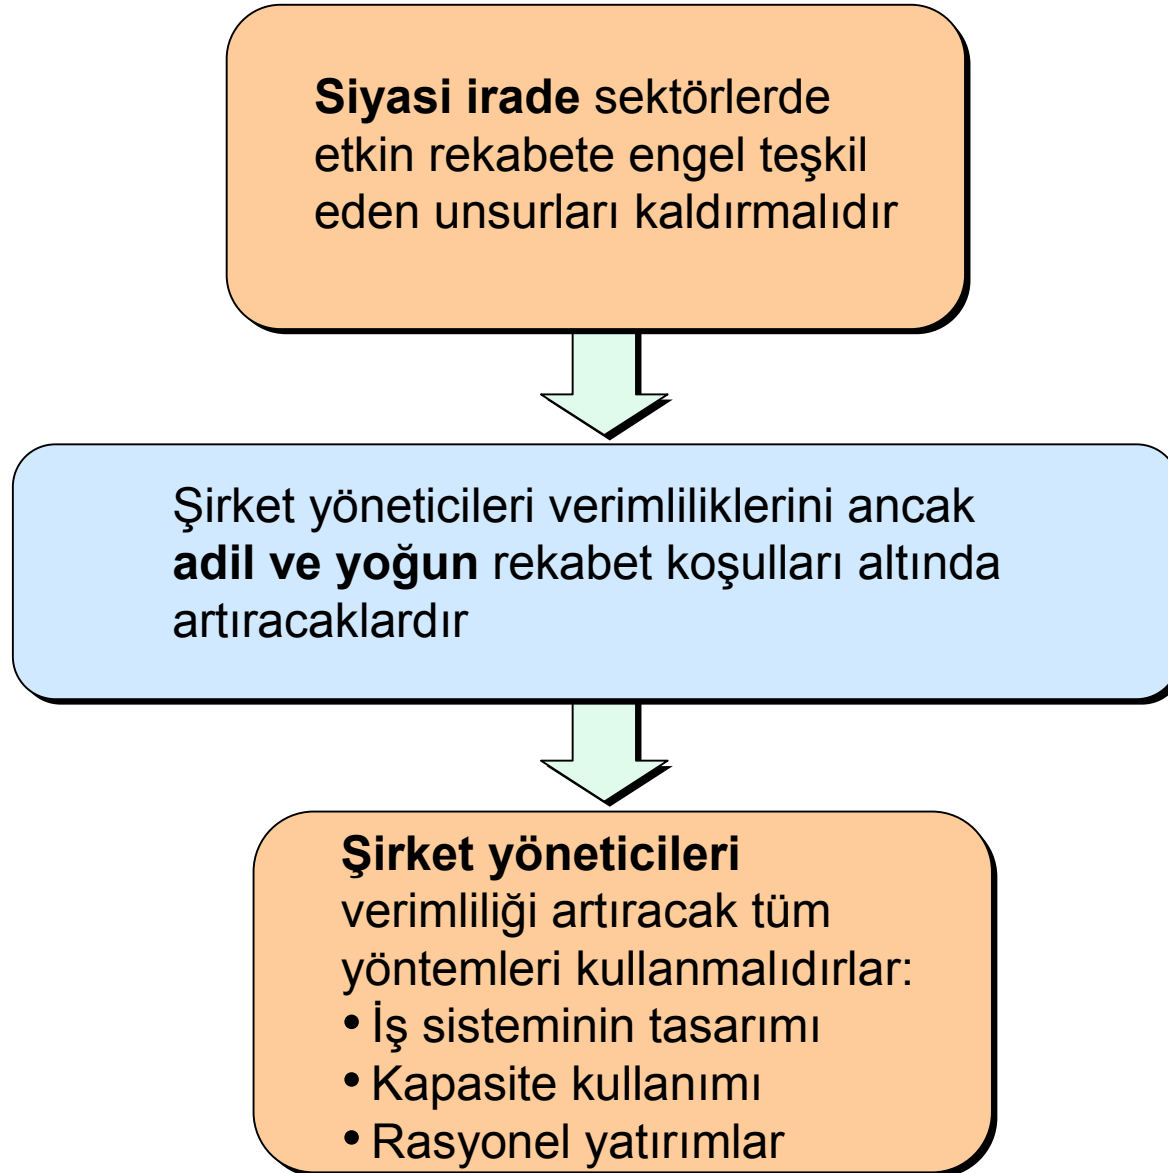 Siyasi irade sektörlerde
etkin rekabete engel teşkil
eden unsurları kaldırmalıdır
Şirket yöneticileri verimliliklerini ancak
adil ve yoğun rekabet koşulları altında
artıracaklardır
Şirket yöneticileri
verimliliği artıracak tüm
yöntemleri kullanmalıdırlar:
• İş sisteminin tasarımı
• Kapasite kullanımı
• Rasyonel yatırımlar